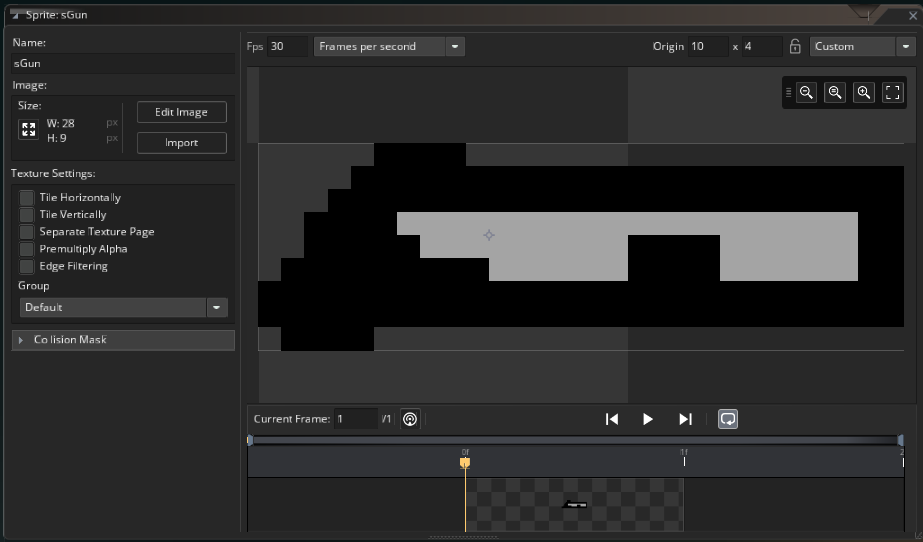 Sprite: sGun
Name:
sGun
Image:
Size:
W: 28 px
H: 9 px
Edit Image
Import
Texture Settings:
Tile Horizontally
Tile Vertically
Separate Texture Page
Premultiply Alpha
Edge Filtering
Group
Default
Collision Mask
Fps 30 Frames per second Origin 10 x 4 Custom
Current Frame: 1 /1
0f 1f 2